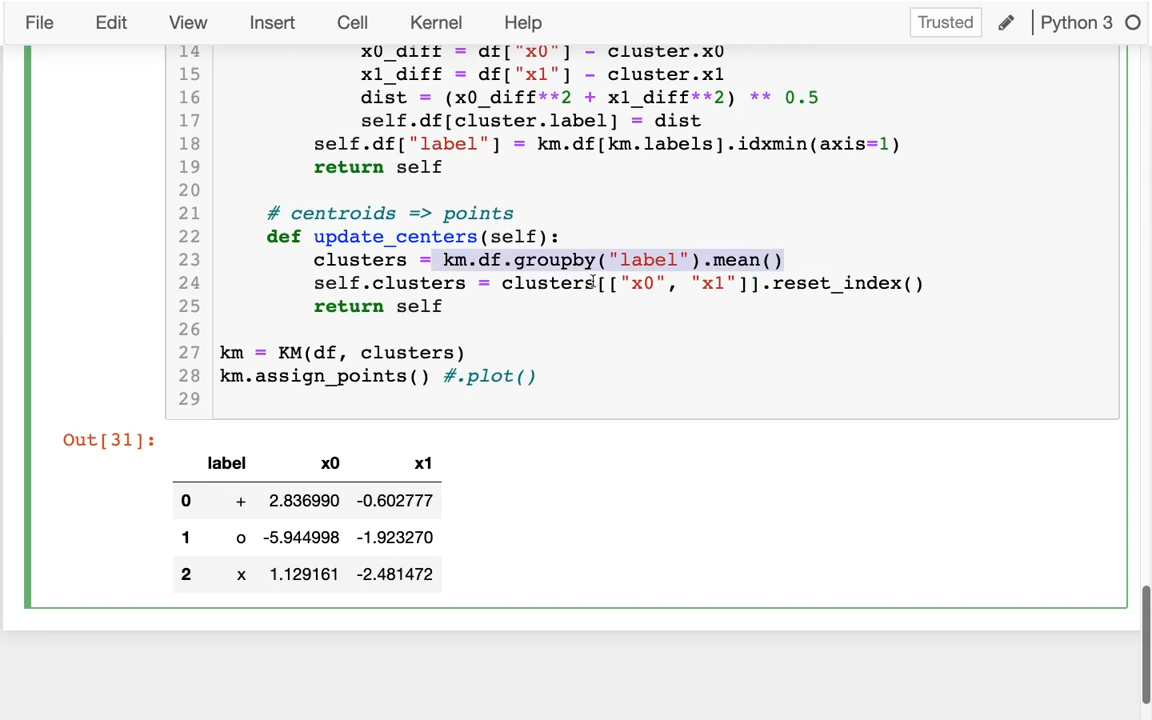 File Edit View Insert Cell Kernel Help Trusted Python 3
14 x0_diff = df["x0"] - cluster.x0
15 x1_diff = df["x1"] - cluster.x1
16 dist = (x0_diff**2 + x1_diff**2) ** 0.5
17 self.df[cluster.label] = dist
18 self.df["label"] = km.df[km.labels].idxmin(axis=1)
19 return self
20
21 # centroids => points
22 def update_centers(self):
23 clusters = km.df.groupby("label").mean()
24 self.clusters = clusters[["x0", "x1"]].reset_index()
25 return self
26
27 km = KM(df, clusters)
28 km.assign_points() #.plot()
29
Out[31]:
label x0 x1
0 + 2.836990 -0.602777
1 o -5.944998 -1.923270
2 x 1.129161 -2.481472